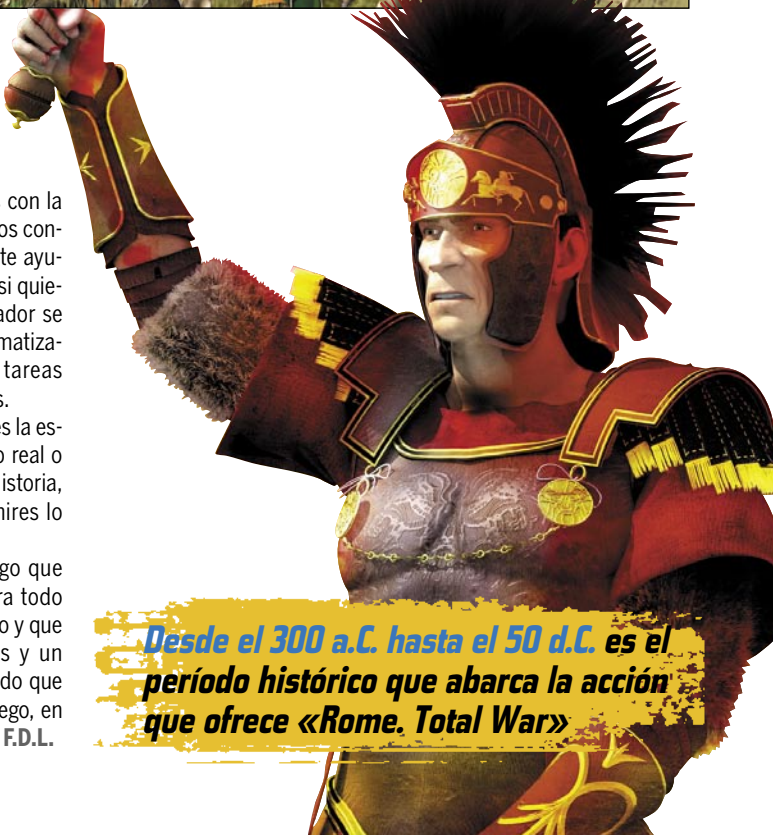 con la
os con-
te ayu-
si quie-
ador se
matiza-
tareas
s.
es la es-
o real o
istoria,
nires lo
go que
ra todo
o y que
s y un
do que
ego, en
F.D.L.
Desde el 300 a.C. hasta el 50 d.C. es el
período histórico que abarca la acción
que ofrece «Rome. Total War»